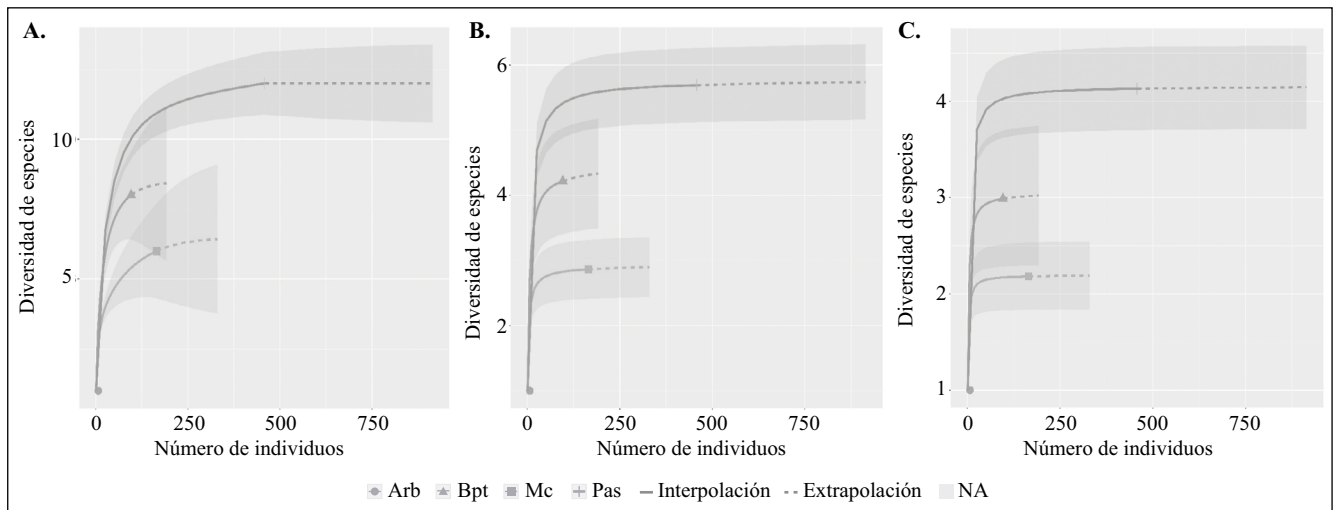 A.
Diversidad de especies
10
5
0 250 500 750
Número de individuos
B.
Diversidad de especies
6
4
2
0 250 500 750
Número de individuos
C.
Diversidad de especies
4
3
2
1
0 250 500 750
Número de individuos
Arb Bpt Mc Pas Interpolación Extrapolación NA